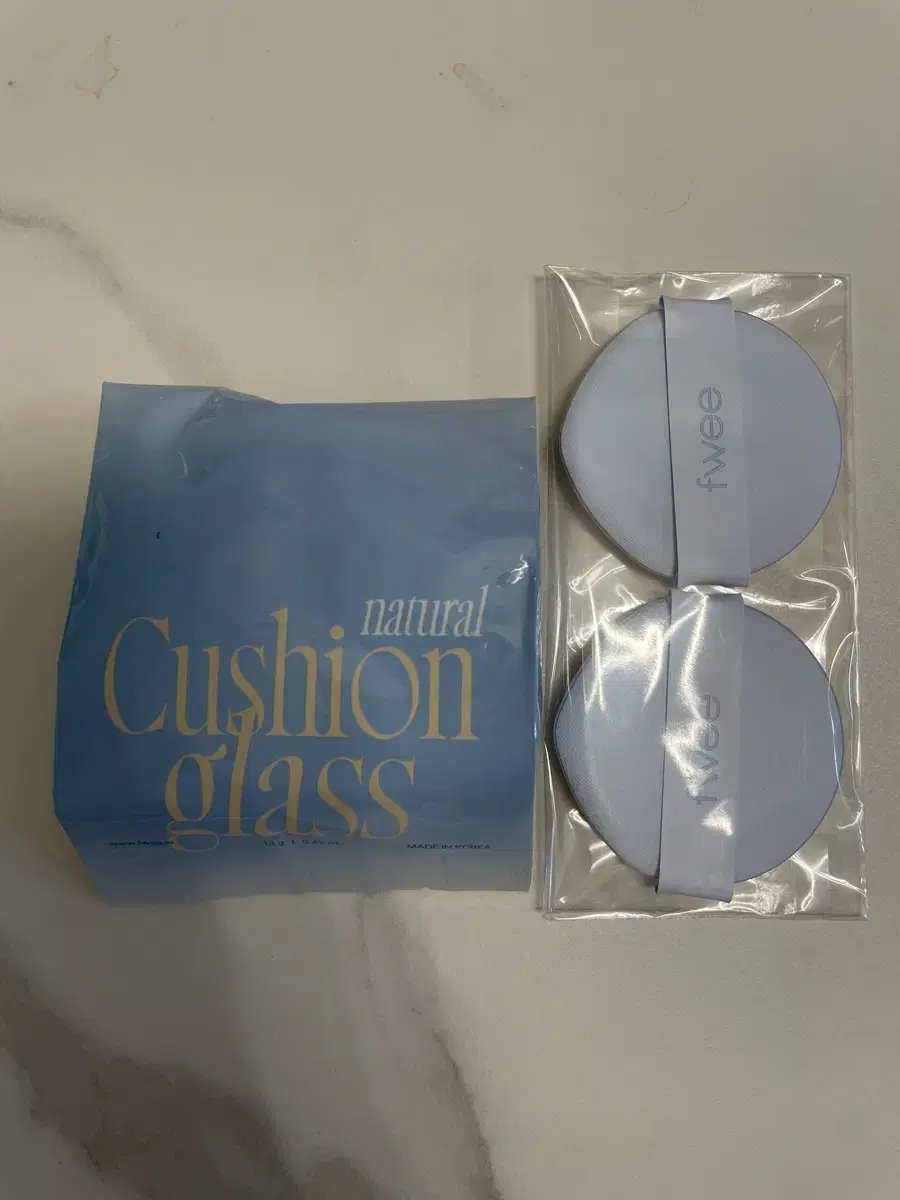 natural
Cushion
glass
MADE IN KOREA
fwee
fwee